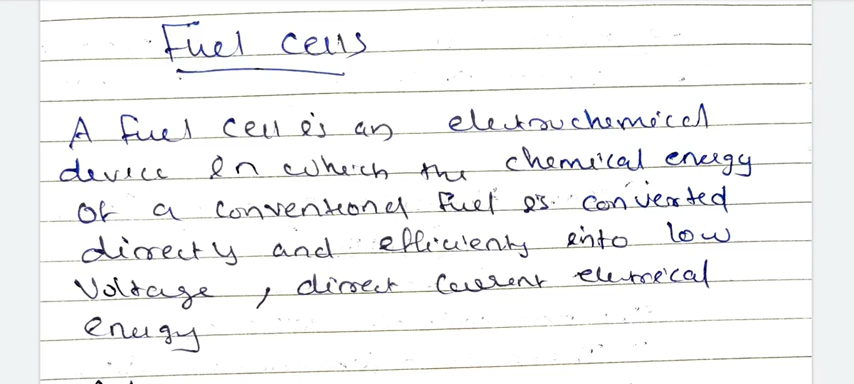 Fuel cells
A fuel cell is an electrochemical
device in which the chemical energy
of a conventional fuel is converted
directly and efficiently into low
voltage, direct current electrical
energy